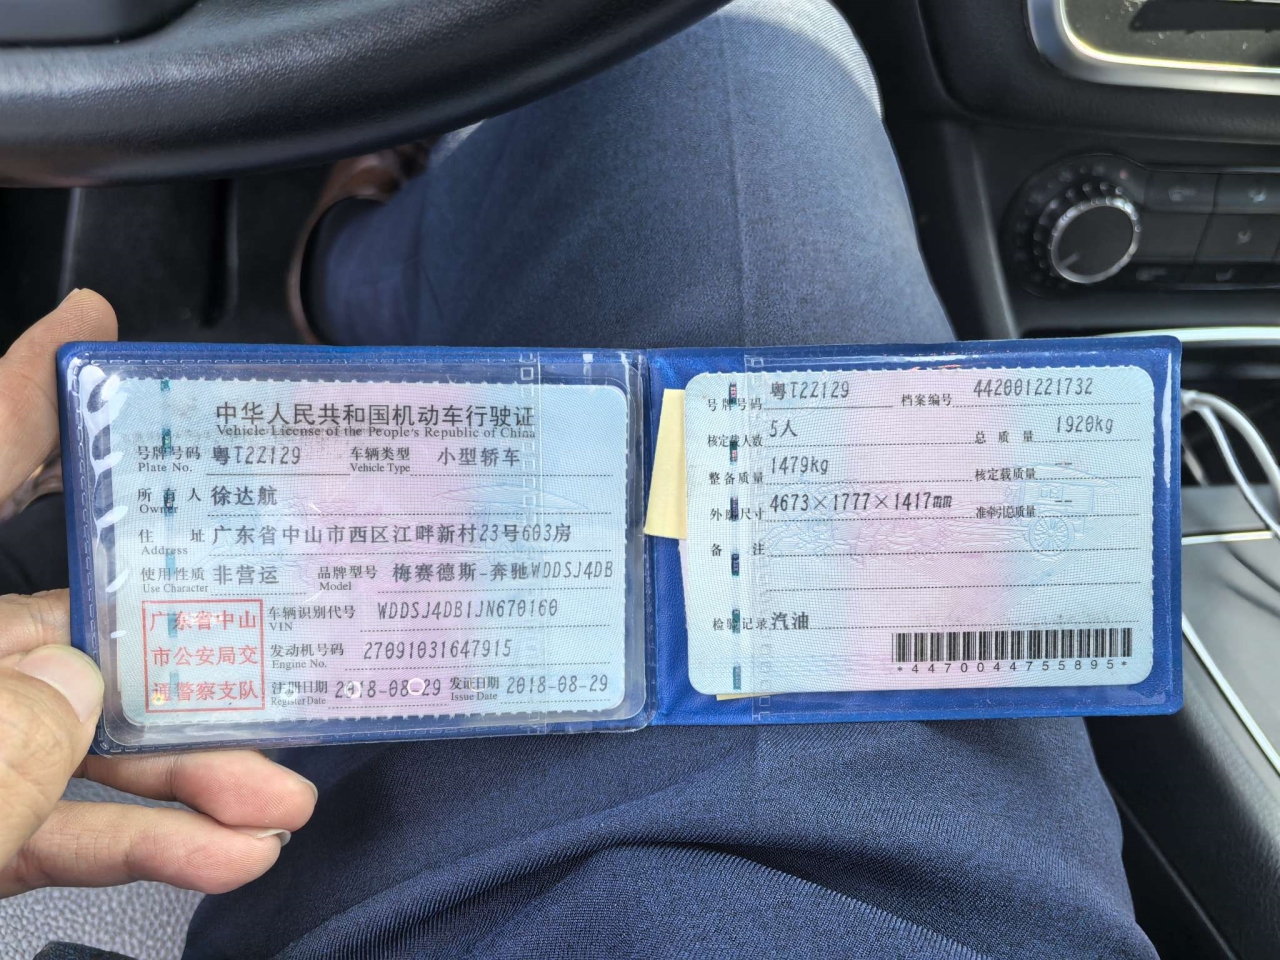 中华人民共和国机动车行驶证
Vehicle License of the People's Republic of China
号牌号码 粤T2Z129 车辆类型 小型轿车
Plate No. Vehicle Type
所有人 徐达航
Owner
住址 广东省中山市西区江畔新村23号603房
Address
使用性质 非营运 品牌型号 梅赛德斯-奔驰WDDSJ4DB
Use Character Model
广东省中山
市公安局交
通警察支队
车辆识别代号 WDDSJ4DB1JN670160
VIN
发动机号码 27091031647915
Engine No.
注册日期 2018-08-29 发证日期 2018-08-29
Register Date Issue Date
号牌号码 粤T2Z129 档案编号 442001221732
核定载人数 5人 总质量 1920kg
整备质量 1479kg 核定载质量 --
外廓尺寸 4673×1777×1417mm 准牵引总质量 --
备注
检验记录 汽油
*4470044755895*